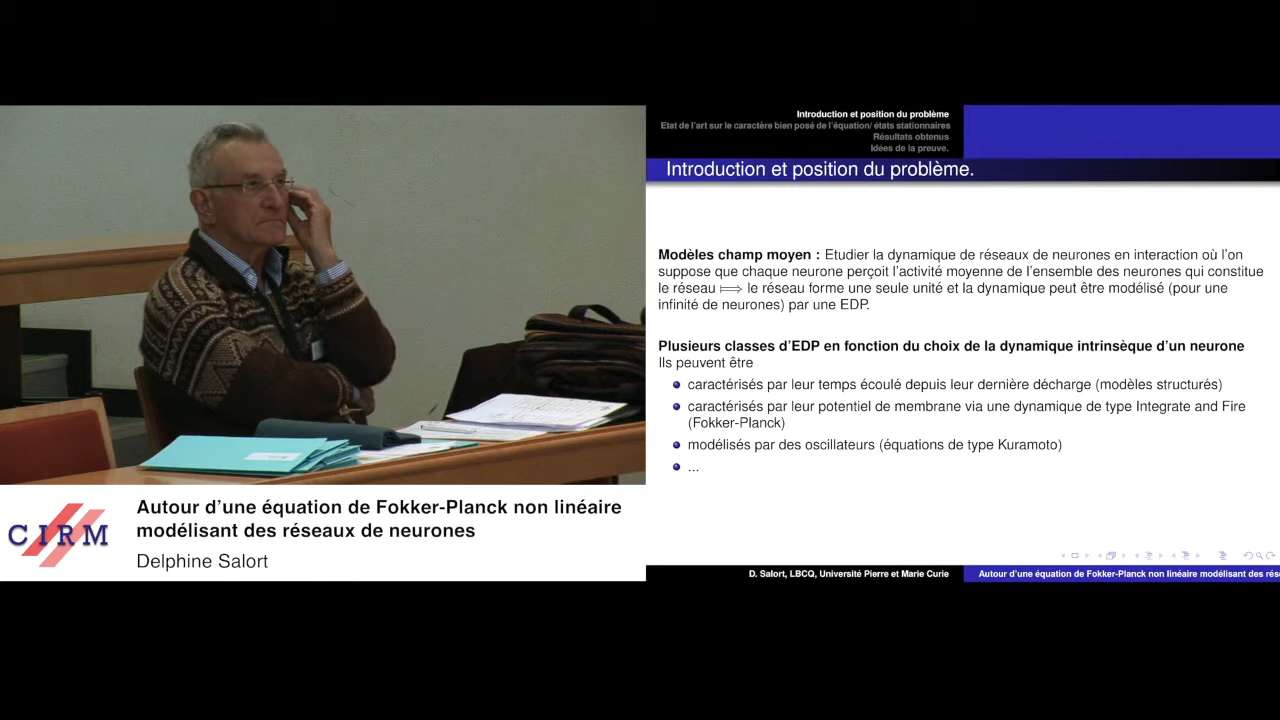 Introduction et position du problème
Etat de l'art sur le caractère bien posé de l'équation/ états stationnaires
Résultats obtenus
Idées de la preuve.
Introduction et position du problème.
Modèles champ moyen : Etudier la dynamique de réseaux de neurones en interaction où l'on
suppose que chaque neurone perçoit l'activité moyenne de l'ensemble des neurones qui constitue
le réseau ⟹ le réseau forme une seule unité et la dynamique peut être modélisé (pour une
infinité de neurones) par une EDP.
Plusieurs classes d'EDP en fonction du choix de la dynamique intrinsèque d'un neurone
Ils peuvent être
caractérisés par leur temps écoulé depuis leur dernière décharge (modèles structurés)
caractérisés par leur potentiel de membrane via une dynamique de type Integrate and Fire
(Fokker-Planck)
modélisés par des oscillateurs (équations de type Kuramoto)
...
D. Salort, LBCQ, Université Pierre et Marie Curie
Autour d'une équation de Fokker-Planck non linéaire modélisant des rés
CIRM
Autour d'une équation de Fokker-Planck non linéaire
modélisant des réseaux de neurones
Delphine Salort